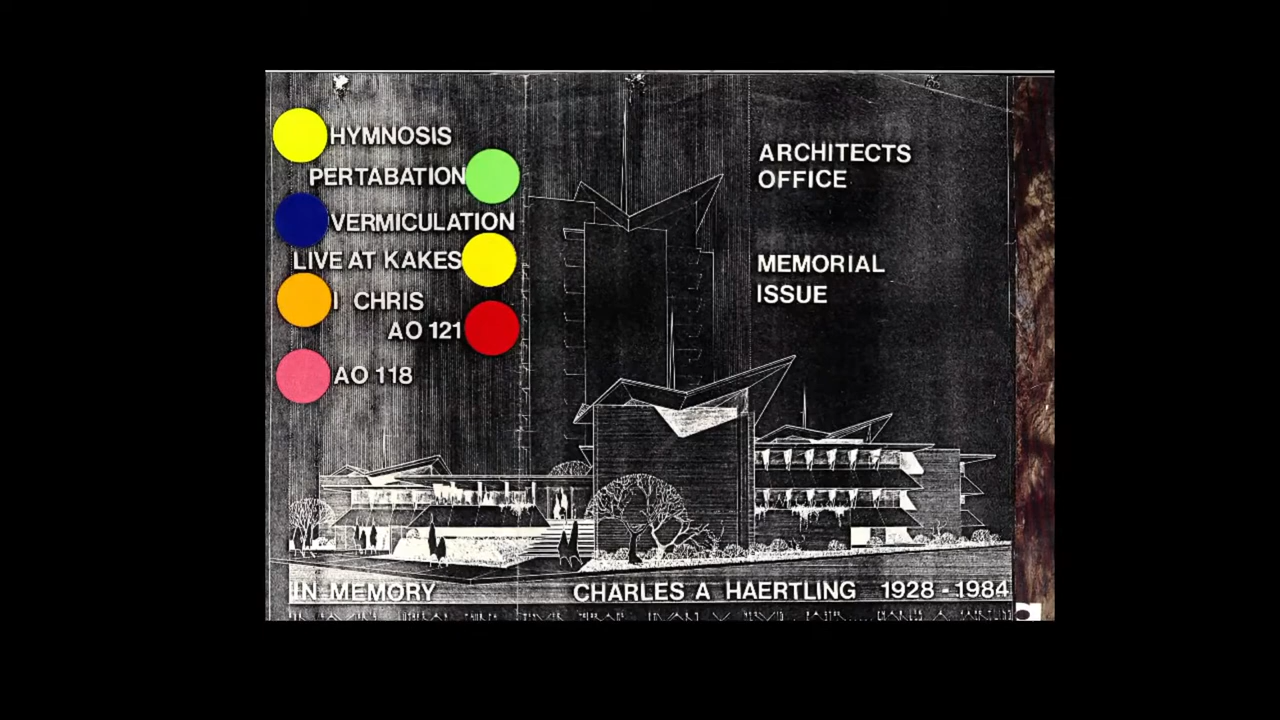 HYMNOSIS
PERTABATION
VERMICULATION
LIVE AT KAKES
I CHRIS
AO 121
AO 118
ARCHITECTS
OFFICE
MEMORIAL
ISSUE
IN MEMORY CHARLES A HAERTLING 1928 - 1984